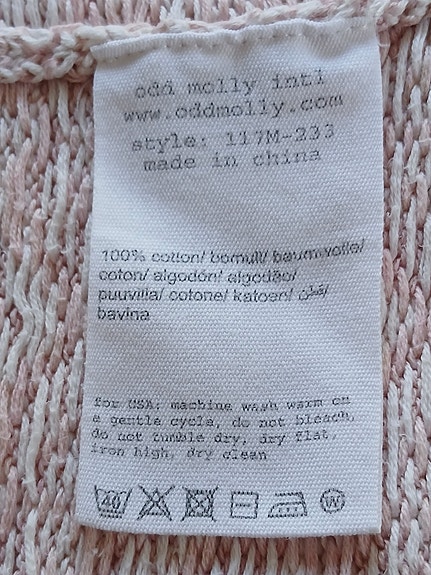 odd molly intl
www.oddmolly.com
style: 117M-233
made in china
100% cotton/ bomull/ baumwolle/
coton/ algodón/ algodão/
puuvilla/ cotone/ katoen/ قطن/
bavlna
for USA: machine wash warm on
a gentle cycle, do not bleach,
do not tumble dry, dry flat,
iron high, dry clean
40 W